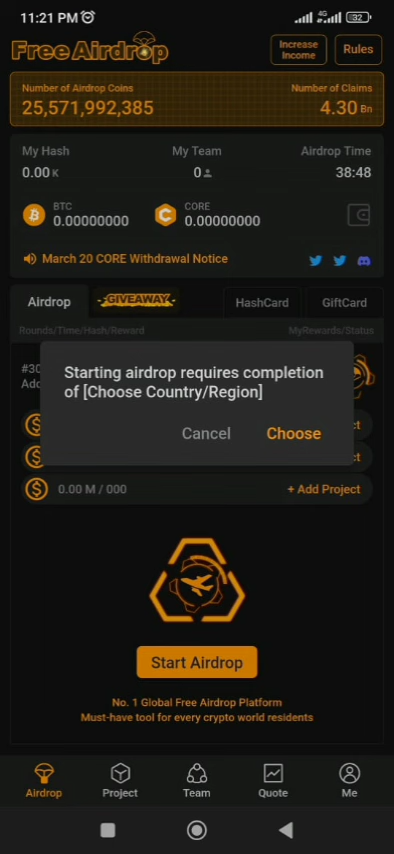 11:21 PM 4G 32
Free Airdrop Increase Income Rules
Number of Airdrop Coins Number of Claims
25,571,992,385 4.30 Bn
My Hash My Team Airdrop Time
0.00 K 0 38:48
BTC CORE
0.00000000 0.00000000
March 20 CORE Withdrawal Notice
Airdrop GIVEAWAY HashCard GiftCard
Rounds/Time/Hash/Reward MyRewards/Status
Starting airdrop requires completion
of [Choose Country/Region]
Cancel Choose
0.00 M / 000 + Add Project
Start Airdrop
No. 1 Global Free Airdrop Platform
Must-have tool for every crypto world residents
Airdrop Project Team Quote Me